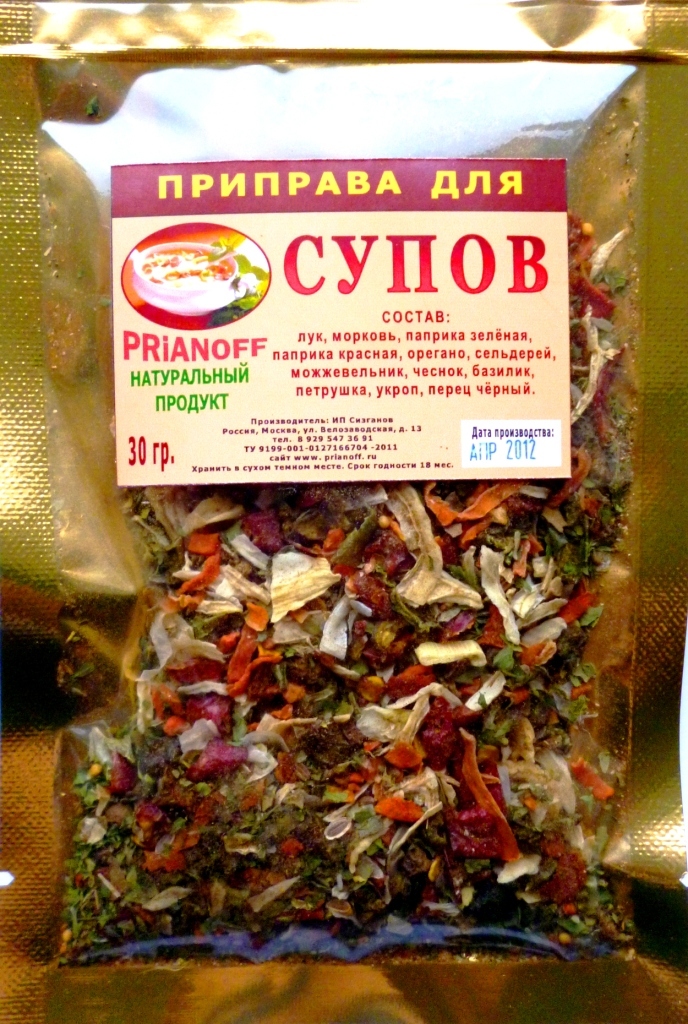 ПРИПРАВА ДЛЯ
СУПОВ
PRiANOFF
НАТУРАЛЬНЫЙ
ПРОДУКТ
30 гр.
СОСТАВ:
лук, морковь, паприка зелёная,
паприка красная, орегано, сельдерей,
можжевельник, чеснок, базилик,
петрушка, укроп, перец чёрный.
Производитель: ИП Сизганов
Россия, Москва, ул. Велозаводская, д. 13
тел. 8 929 547 36 91
ТУ 9199-001-0127166704 -2011
сайт www. prianoff. ru
Хранить в сухом темном месте. Срок годности 18 мес.
Дата производства:
АПР 2012